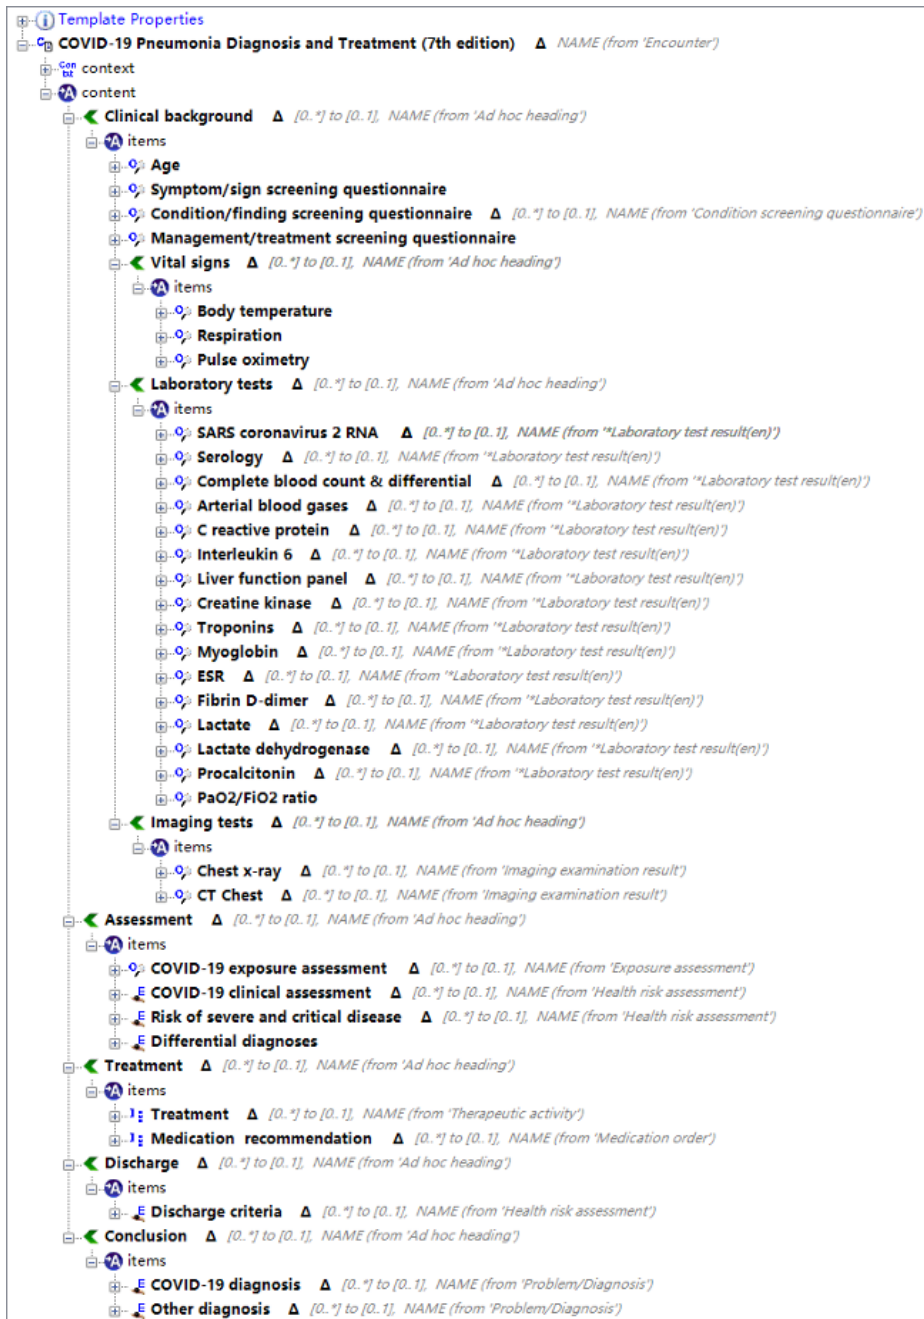 Template Properties
COVID-19 Pneumonia Diagnosis and Treatment (7th edition) Δ NAME (from 'Encounter')
context
content
Clinical background Δ [0..*] to [0..1], NAME (from 'Ad hoc heading')
items
Age
Symptom/sign screening questionnaire
Condition/finding screening questionnaire Δ [0..*] to [0..1], NAME (from 'Condition screening questionnaire')
Management/treatment screening questionnaire
Vital signs Δ [0..*] to [0..1], NAME (from 'Ad hoc heading')
items
Body temperature
Respiration
Pulse oximetry
Laboratory tests Δ [0..*] to [0..1], NAME (from 'Ad hoc heading')
items
SARS coronavirus 2 RNA Δ [0..*] to [0..1], NAME (from '*Laboratory test result(en)')
Serology Δ [0..*] to [0..1], NAME (from '*Laboratory test result(en)')
Complete blood count & differential Δ [0..*] to [0..1], NAME (from '*Laboratory test result(en)')
Arterial blood gases Δ [0..*] to [0..1], NAME (from '*Laboratory test result(en)')
C reactive protein Δ [0..*] to [0..1], NAME (from '*Laboratory test result(en)')
Interleukin 6 Δ [0..*] to [0..1], NAME (from '*Laboratory test result(en)')
Liver function panel Δ [0..*] to [0..1], NAME (from '*Laboratory test result(en)')
Creatine kinase Δ [0..*] to [0..1], NAME (from '*Laboratory test result(en)')
Troponins Δ [0..*] to [0..1], NAME (from '*Laboratory test result(en)')
Myoglobin Δ [0..*] to [0..1], NAME (from '*Laboratory test result(en)')
ESR Δ [0..*] to [0..1], NAME (from '*Laboratory test result(en)')
Fibrin D-dimer Δ [0..*] to [0..1], NAME (from '*Laboratory test result(en)')
Lactate Δ [0..*] to [0..1], NAME (from '*Laboratory test result(en)')
Lactate dehydrogenase Δ [0..*] to [0..1], NAME (from '*Laboratory test result(en)')
Procalcitonin Δ [0..*] to [0..1], NAME (from '*Laboratory test result(en)')
PaO2/FiO2 ratio
Imaging tests Δ [0..*] to [0..1], NAME (from 'Ad hoc heading')
items
Chest x-ray Δ [0..*] to [0..1], NAME (from 'Imaging examination result')
CT Chest Δ [0..*] to [0..1], NAME (from 'Imaging examination result')
Assessment Δ [0..*] to [0..1], NAME (from 'Ad hoc heading')
items
COVID-19 exposure assessment Δ [0..*] to [0..1], NAME (from 'Exposure assessment')
COVID-19 clinical assessment Δ [0..*] to [0..1], NAME (from 'Health risk assessment')
Risk of severe and critical disease Δ [0..*] to [0..1], NAME (from 'Health risk assessment')
Differential diagnoses
Treatment Δ [0..*] to [0..1], NAME (from 'Ad hoc heading')
items
Treatment Δ [0..*] to [0..1], NAME (from 'Therapeutic activity')
Medication recommendation Δ [0..*] to [0..1], NAME (from 'Medication order')
Discharge Δ [0..*] to [0..1], NAME (from 'Ad hoc heading')
items
Discharge criteria Δ [0..*] to [0..1], NAME (from 'Health risk assessment')
Conclusion Δ [0..*] to [0..1], NAME (from 'Ad hoc heading')
items
COVID-19 diagnosis Δ [0..*] to [0..1], NAME (from 'Problem/Diagnosis')
Other diagnosis Δ [0..*] to [0..1], NAME (from 'Problem/Diagnosis')